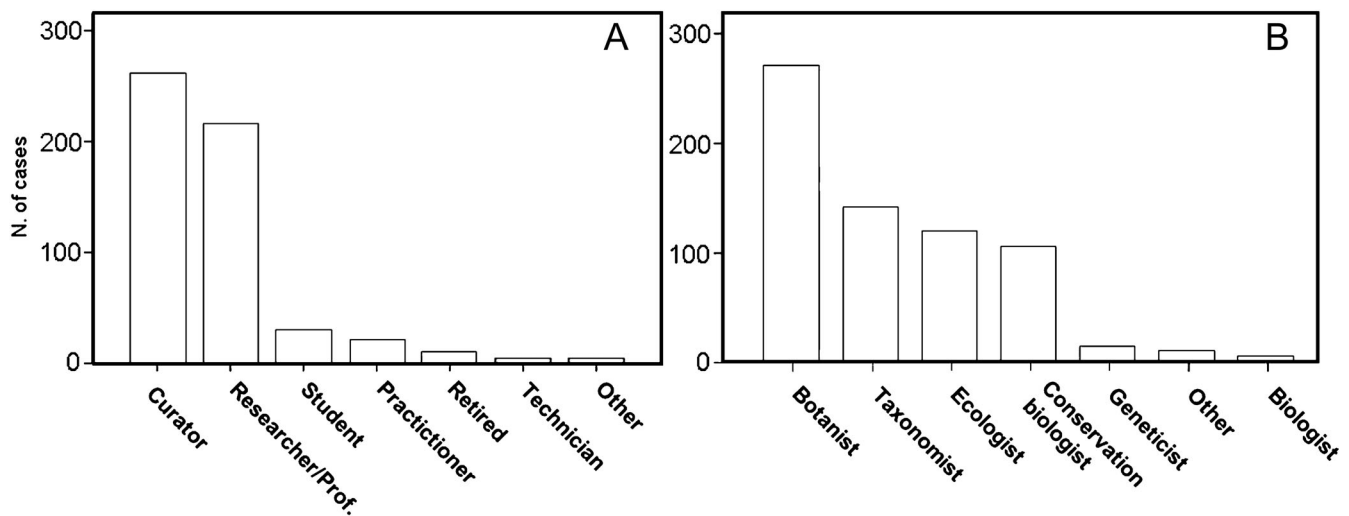 A
N. of cases
300
200
100
0
Curator
Researcher/Prof.
Student
Practictioner
Retired
Technician
Other
B
300
200
100
0
Botanist
Taxonomist
Ecologist
Conservation
biologist
Geneticist
Other
Biologist